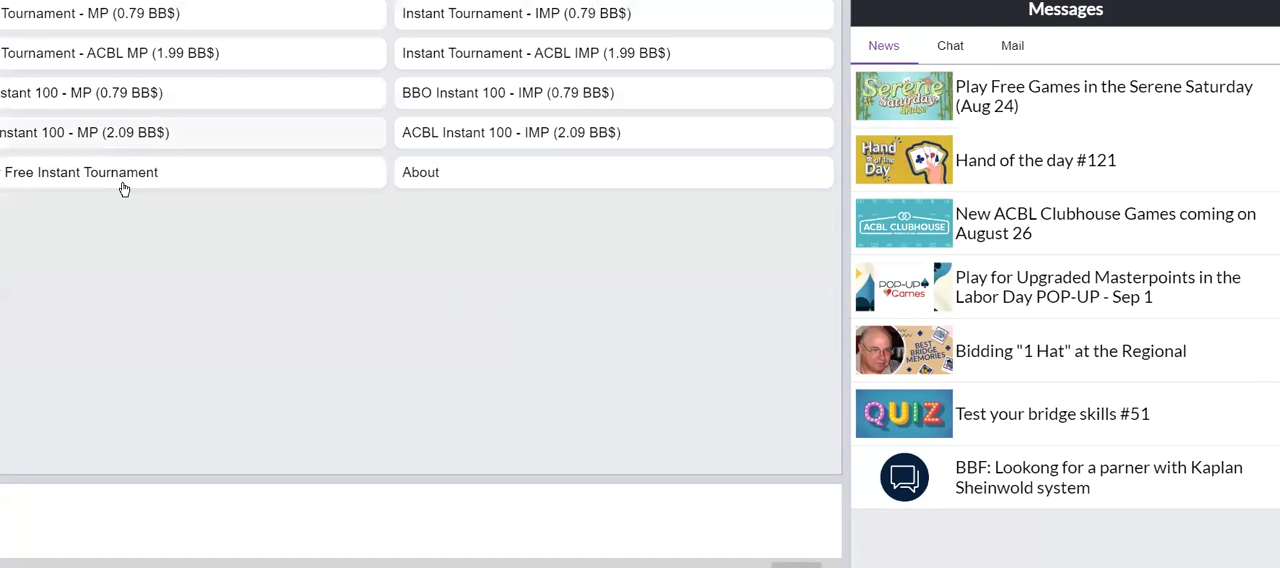 Messages
Tournament - MP (0.79 BB$)
Instant Tournament - IMP (0.79 BB$)
Tournament - ACBL MP (1.99 BB$)
Instant Tournament - ACBL IMP (1.99 BB$)
stant 100 - MP (0.79 BB$)
BBO Instant 100 - IMP (0.79 BB$)
nstant 100 - MP (2.09 BB$)
ACBL Instant 100 - IMP (2.09 BB$)
Free Instant Tournament
About
News Chat Mail
Serene Saturday
Play Free Games in the Serene Saturday
(Aug 24)
Hand of the Day
Hand of the day #121
ACBL CLUBHOUSE
New ACBL Clubhouse Games coming on
August 26
POP-UP
Games
Play for Upgraded Masterpoints in the
Labor Day POP-UP - Sep 1
BEST
BRIDGE
MEMORIES
Bidding "1 Hat" at the Regional
QUIZ
Test your bridge skills #51
BBF: Lookong for a parner with Kaplan
Sheinwold system